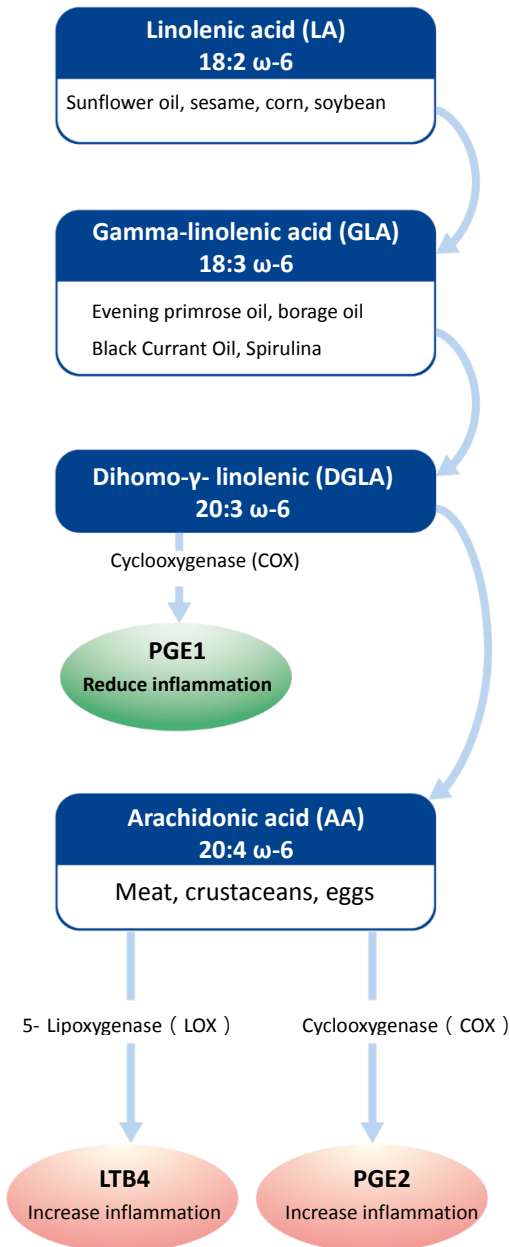 Linolenic acid (LA)
18:2 ω-6
Sunflower oil, sesame, corn, soybean
Gamma-linolenic acid (GLA)
18:3 ω-6
Evening primrose oil, borage oil
Black Currant Oil, Spirulina
Dihomo-γ- linolenic (DGLA)
20:3 ω-6
Cyclooxygenase (COX)
PGE1
Reduce inflammation
Arachidonic acid (AA)
20:4 ω-6
Meat, crustaceans, eggs
5- Lipoxygenase（LOX）
Cyclooxygenase（COX）
LTB4
Increase inflammation
PGE2
Increase inflammation